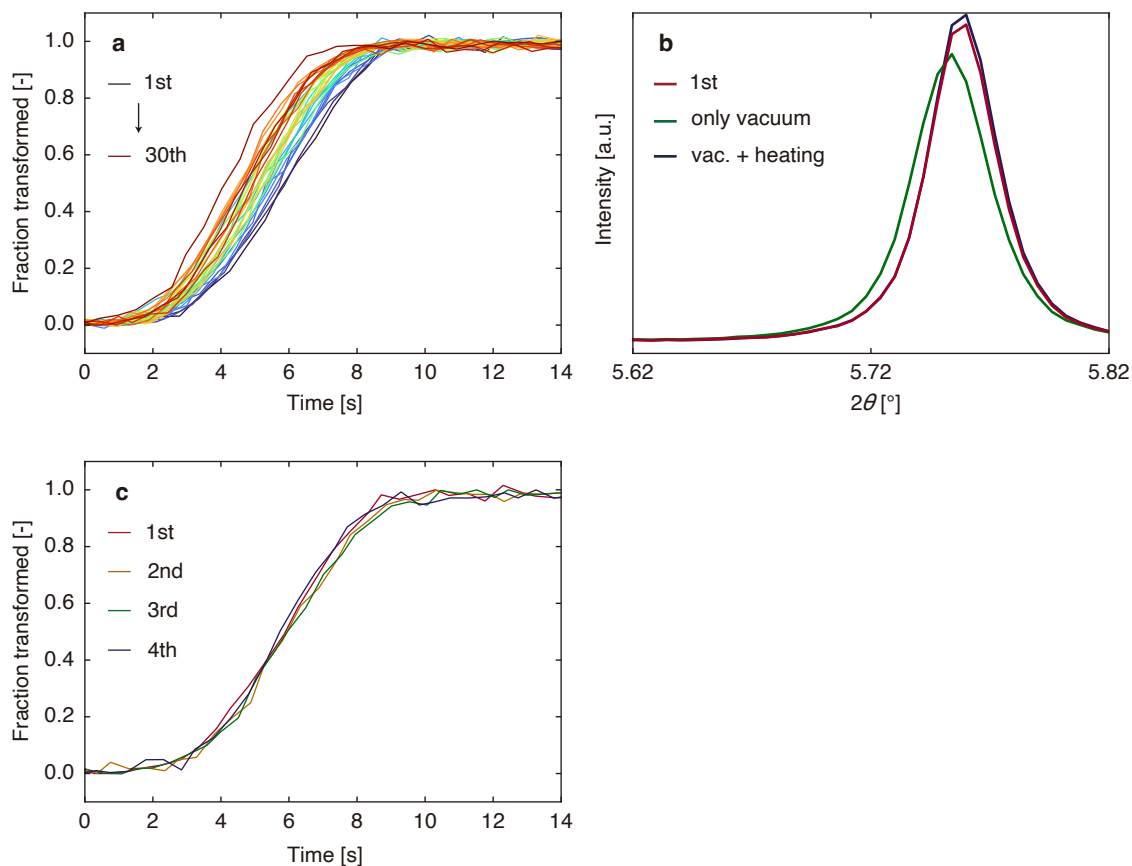 a
1st
30th
1.0
0.8
0.6
0.4
0.2
0.0
Fraction transformed [-]
0 2 4 6 8 10 12 14
Time [s]
b
1st
only vacuum
vac. + heating
Intensity [a.u.]
5.62 5.72 5.82
2θ [°]
c
1st
2nd
3rd
4th
1.0
0.8
0.6
0.4
0.2
0.0
Fraction transformed [-]
0 2 4 6 8 10 12 14
Time [s]